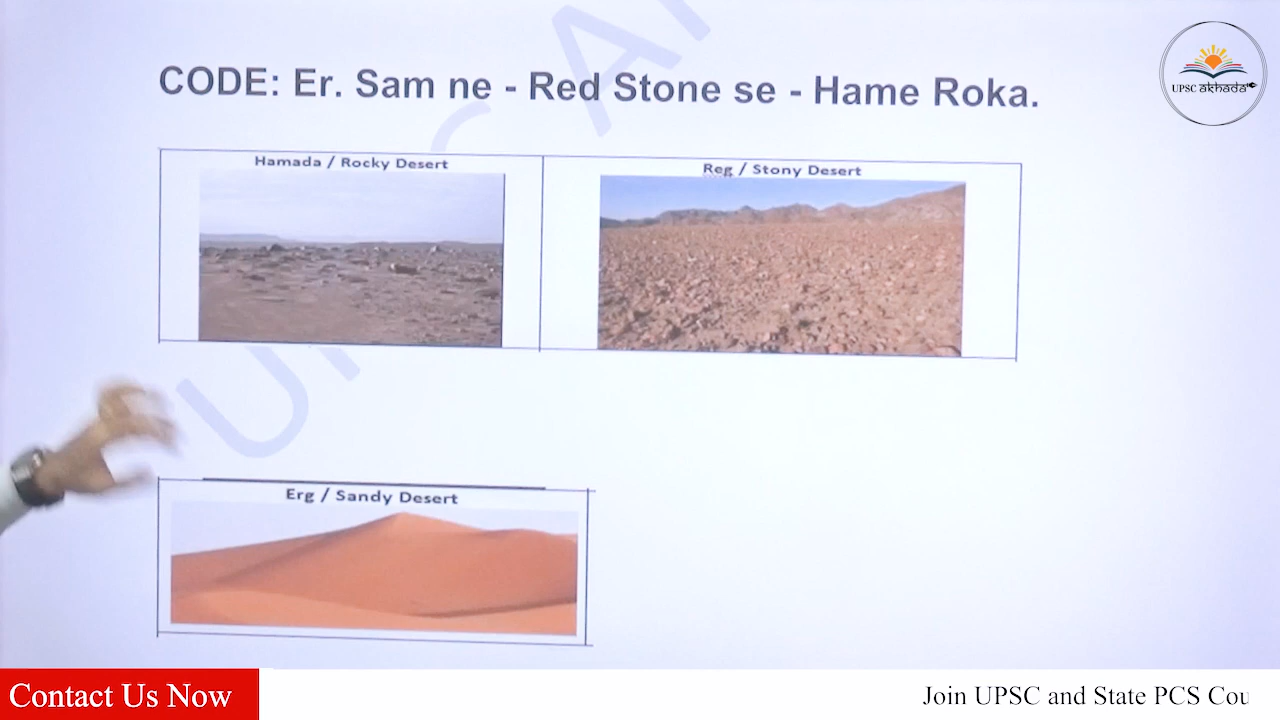 CODE: Er. Sam ne - Red Stone se - Hame Roka.
UPSC akhada
Hamada / Rocky Desert
Reg / Stony Desert
Erg / Sandy Desert
Contact Us Now
Join UPSC and State PCS Cou